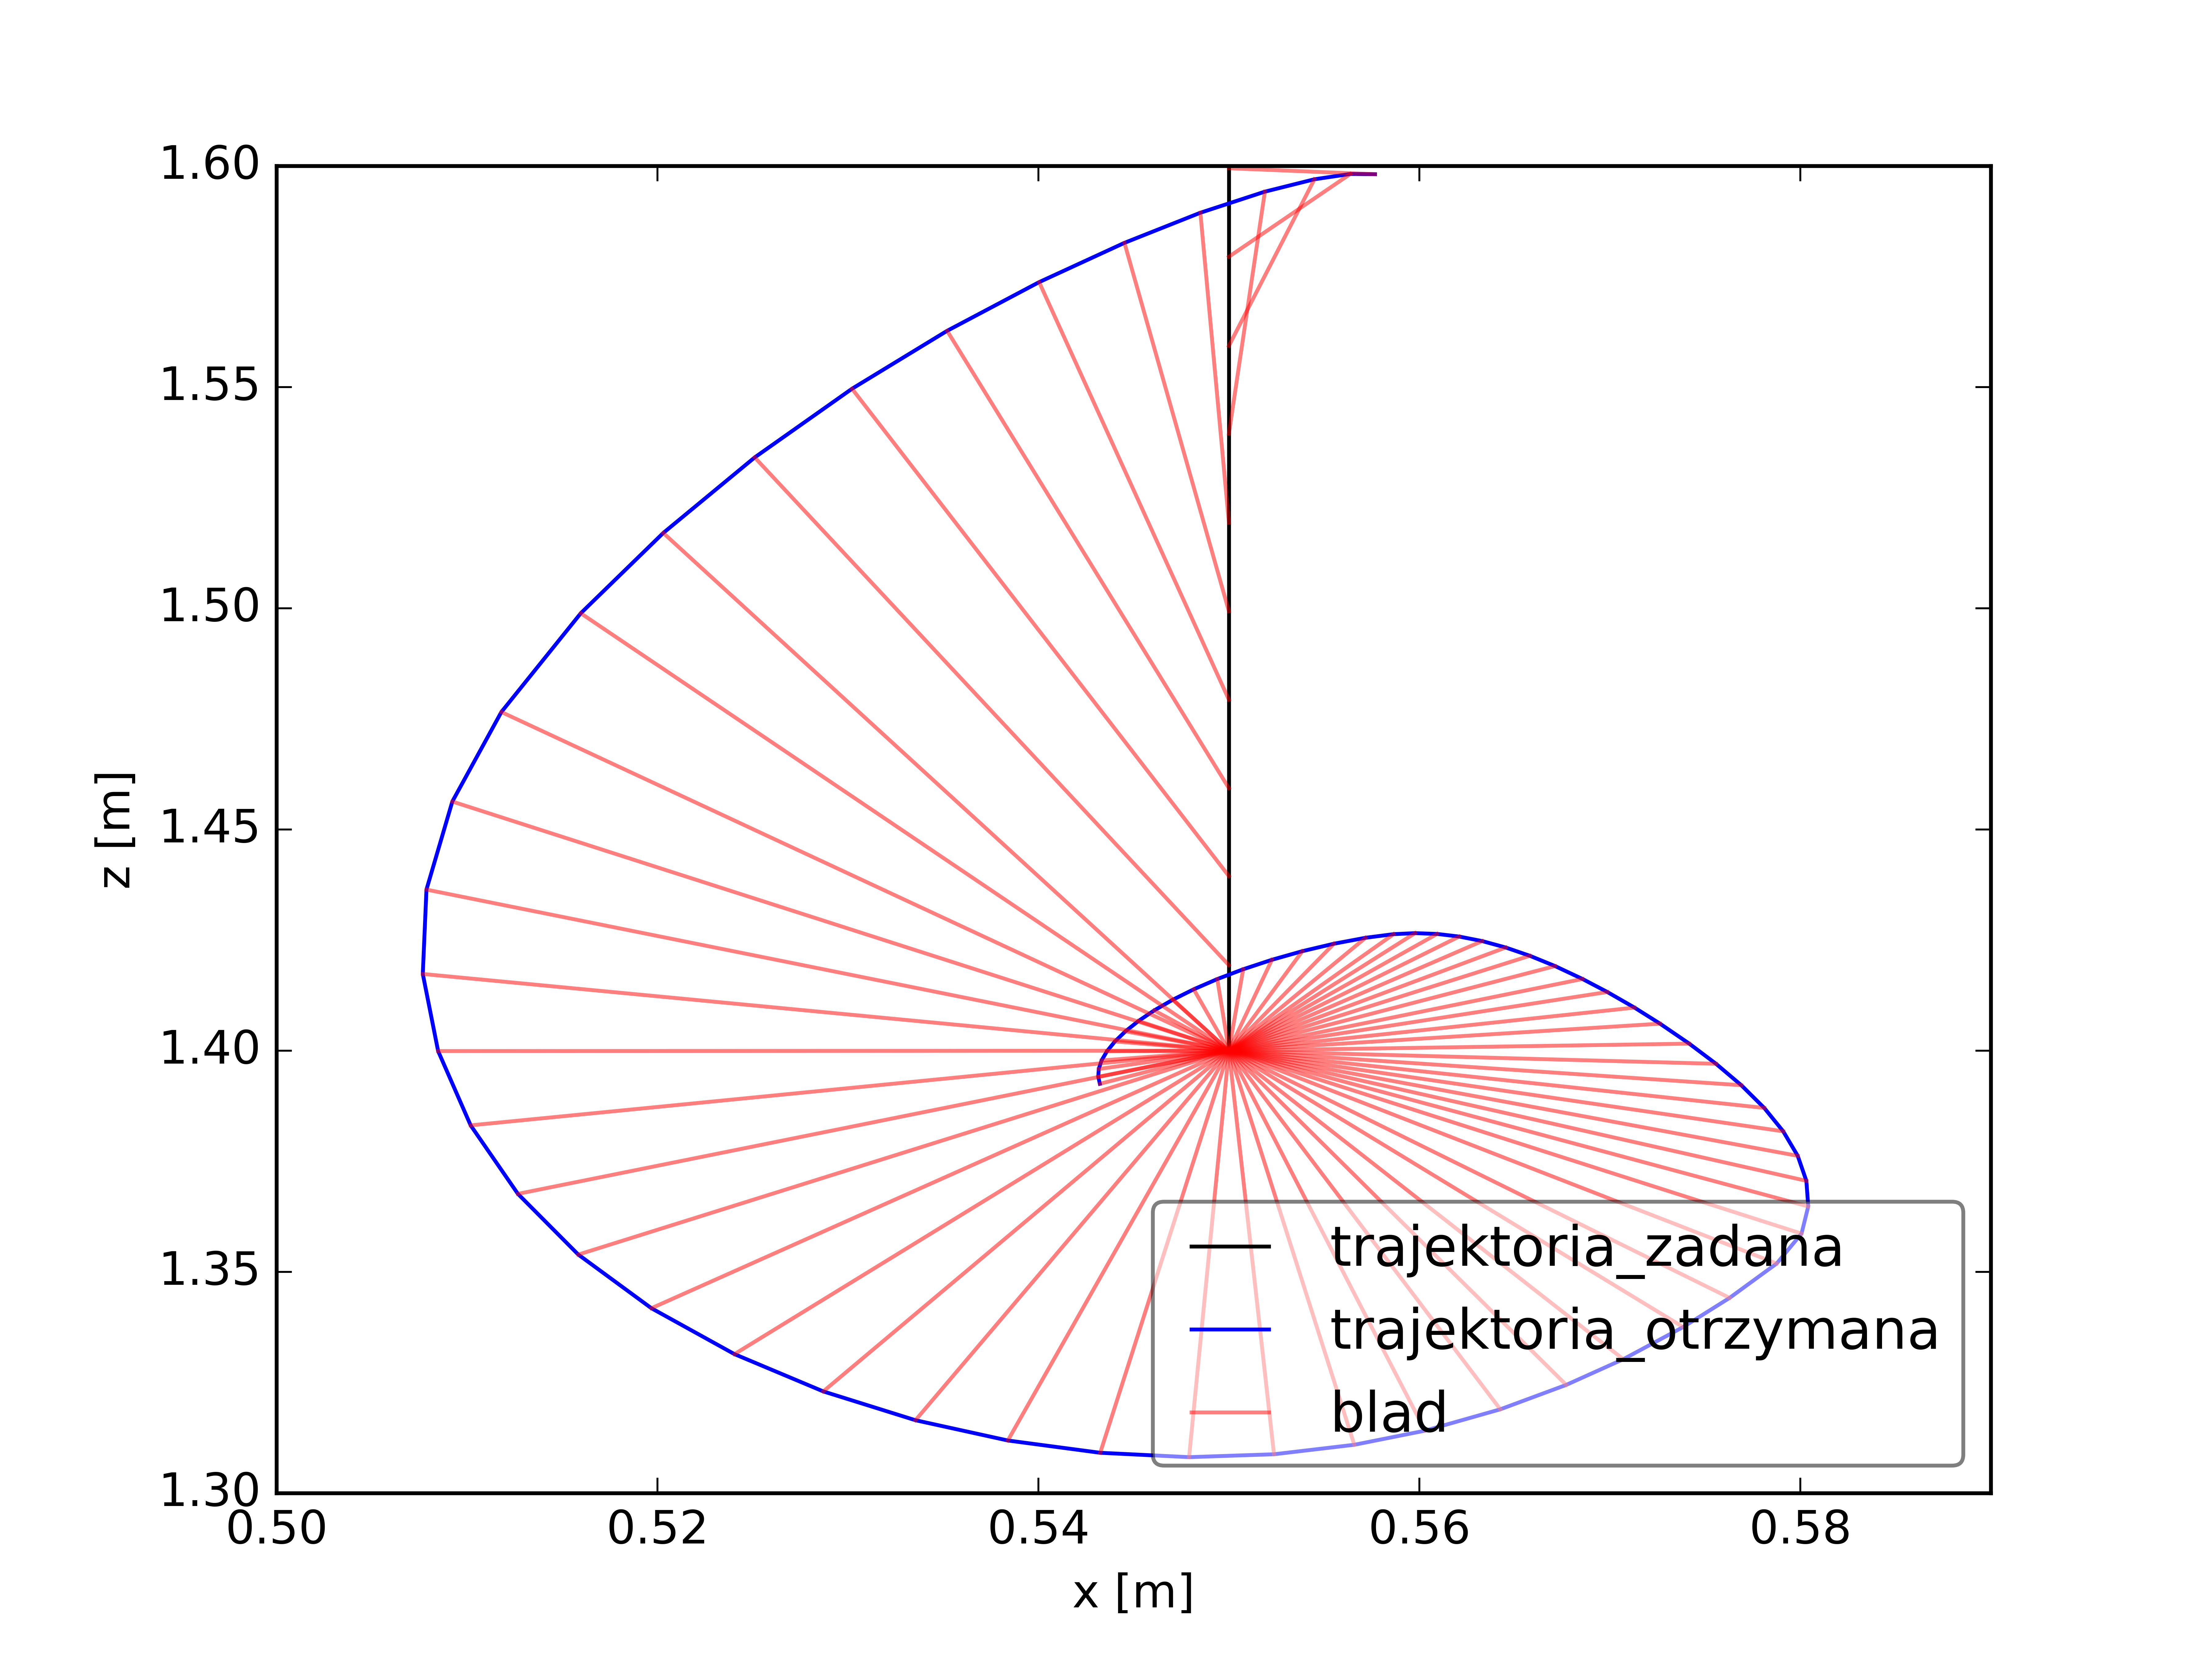 1.60
1.55
1.50
1.45
1.40
1.35
1.30
z [m]
0.50 0.52 0.54 0.56 0.58
x [m]
trajektoria_zadana
trajektoria_otrzymana
blad